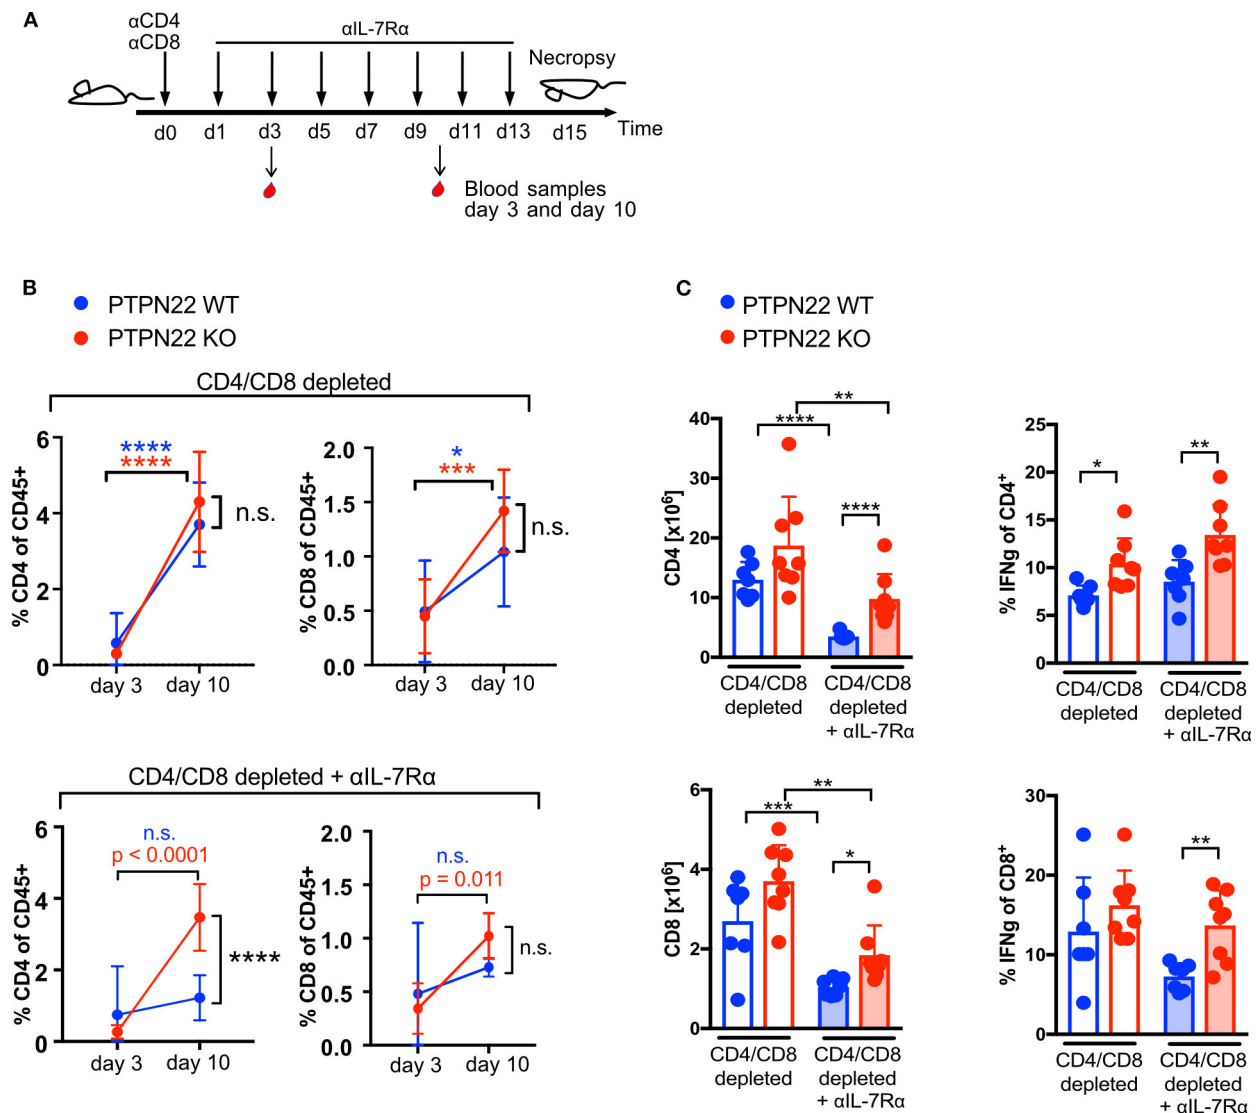 A
αCD4
αCD8
αIL-7Rα
Necropsy
d0 d1 d3 d5 d7 d9 d11 d13 d15 Time
Blood samples
day 3 and day 10
B
PTPN22 WT
PTPN22 KO
CD4/CD8 depleted
% CD4 of CD45+
6
4
2
0
****
****
n.s.
day 3 day 10
% CD8 of CD45+
2.0
1.5
1.0
0.5
0.0
*
***
n.s.
day 3 day 10
CD4/CD8 depleted + αIL-7Rα
% CD4 of CD45+
6
4
2
0
n.s.
p < 0.0001
****
day 3 day 10
% CD8 of CD45+
2.0
1.5
1.0
0.5
0.0
n.s.
p = 0.011
n.s.
day 3 day 10
C
PTPN22 WT
PTPN22 KO
CD4 [x10⁶]
40
30
20
10
0
**
****
****
CD4/CD8
depleted
CD4/CD8
depleted
+ αIL-7Rα
% IFNg of CD4⁺
25
20
15
10
5
0
*
**
CD4/CD8
depleted
CD4/CD8
depleted
+ αIL-7Rα
CD8 [x10⁶]
6
4
2
0
**
***
*
CD4/CD8
depleted
CD4/CD8
depleted
+ αIL-7Rα
% IFNg of CD8⁺
30
20
10
0
**
CD4/CD8
depleted
CD4/CD8
depleted
+ αIL-7Rα